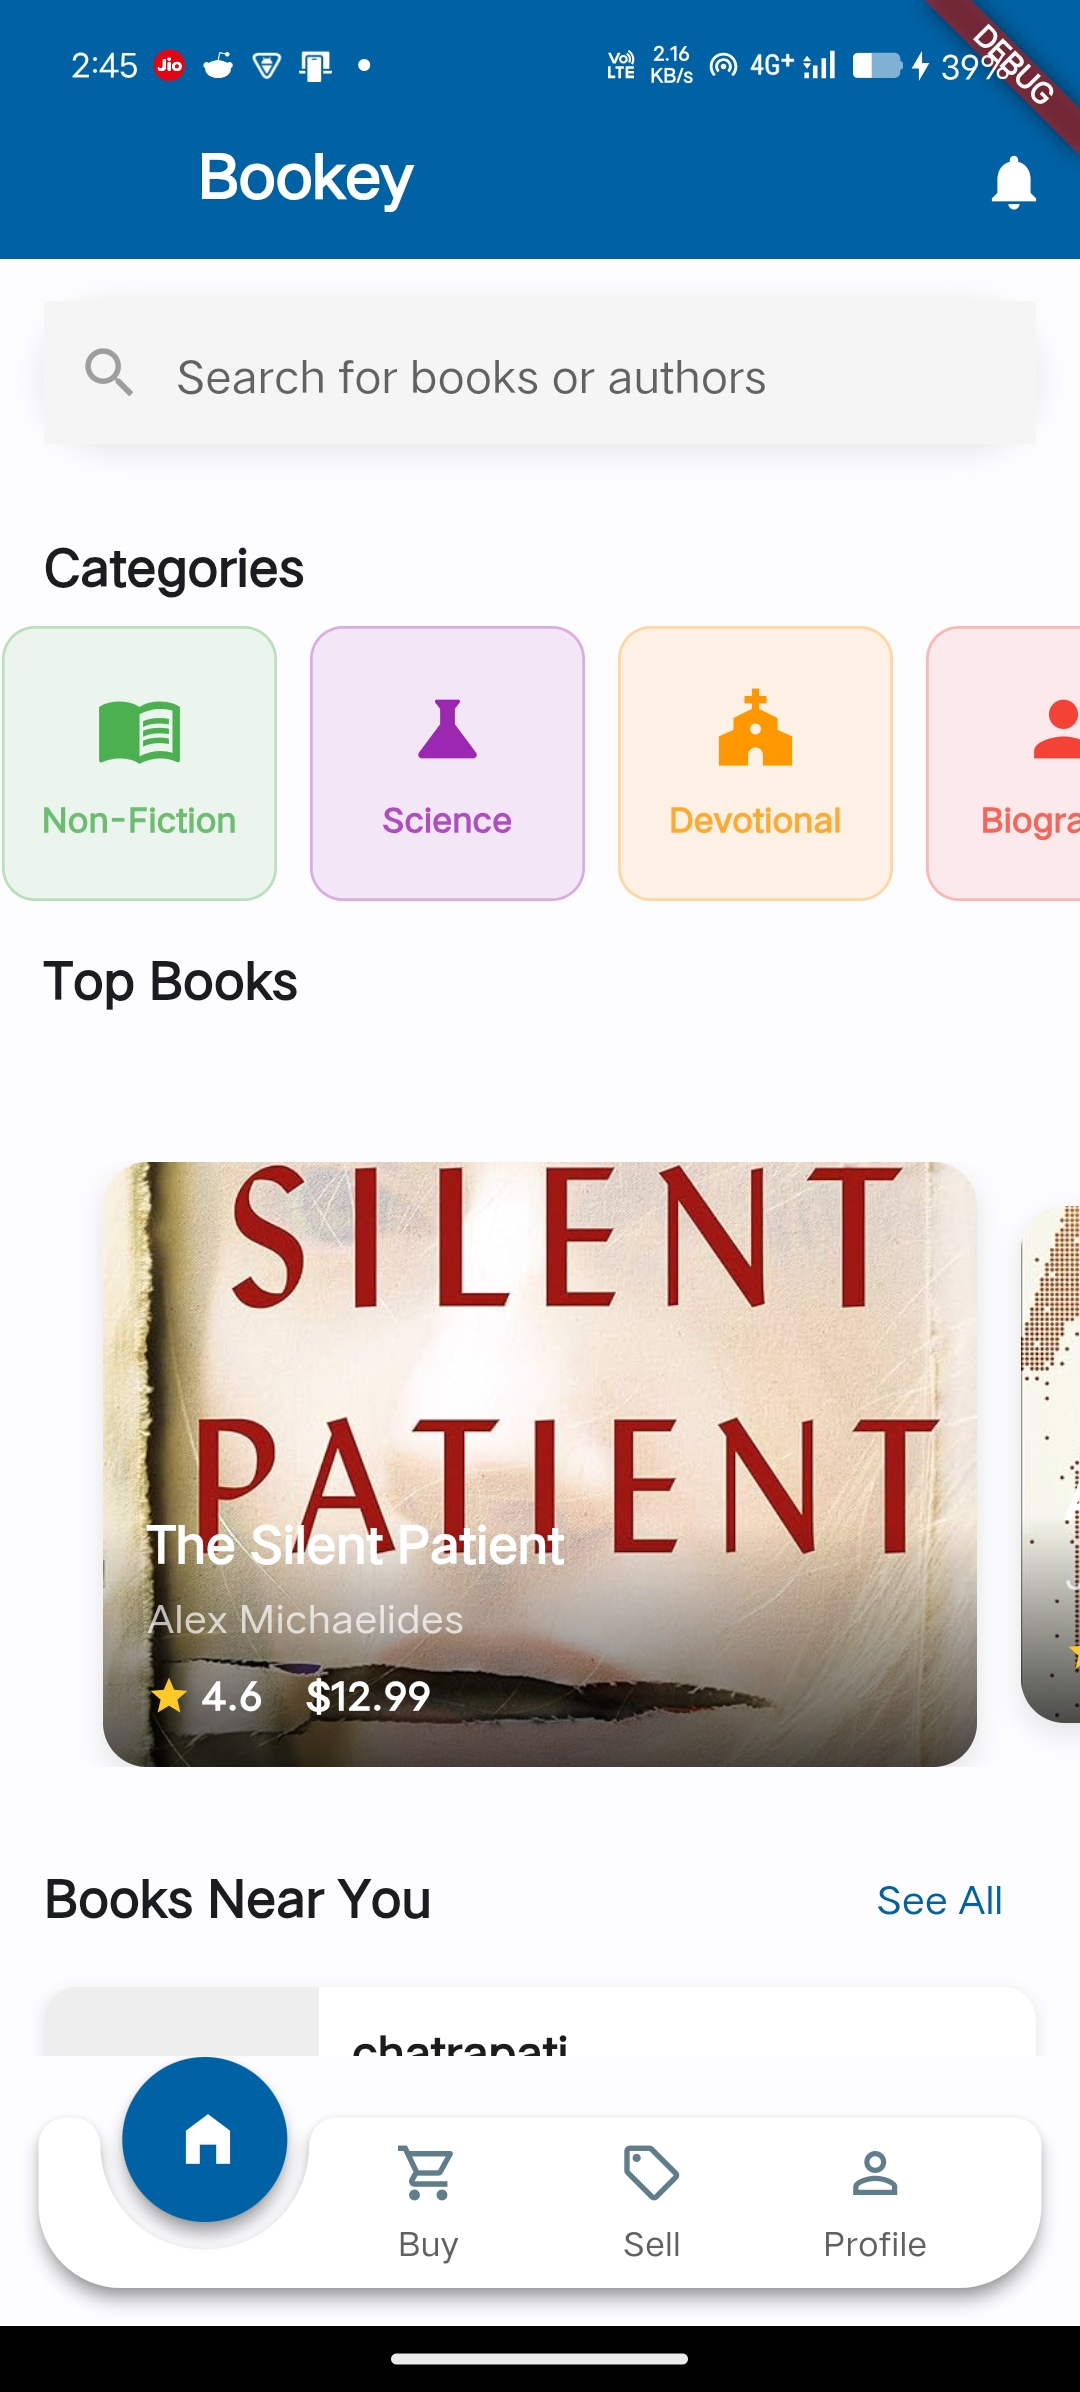 2:45 Jio Vo)) LTE 2.16 KB/s 4G+ 39%
DEBUG
Bookey
Search for books or authors
Categories
Non-Fiction Science Devotional Biogra
Top Books
SILENT
PATIENT
The Silent Patient
Alex Michaelides
4.6 $12.99
Books Near You See All
chatrapati
Buy Sell Profile